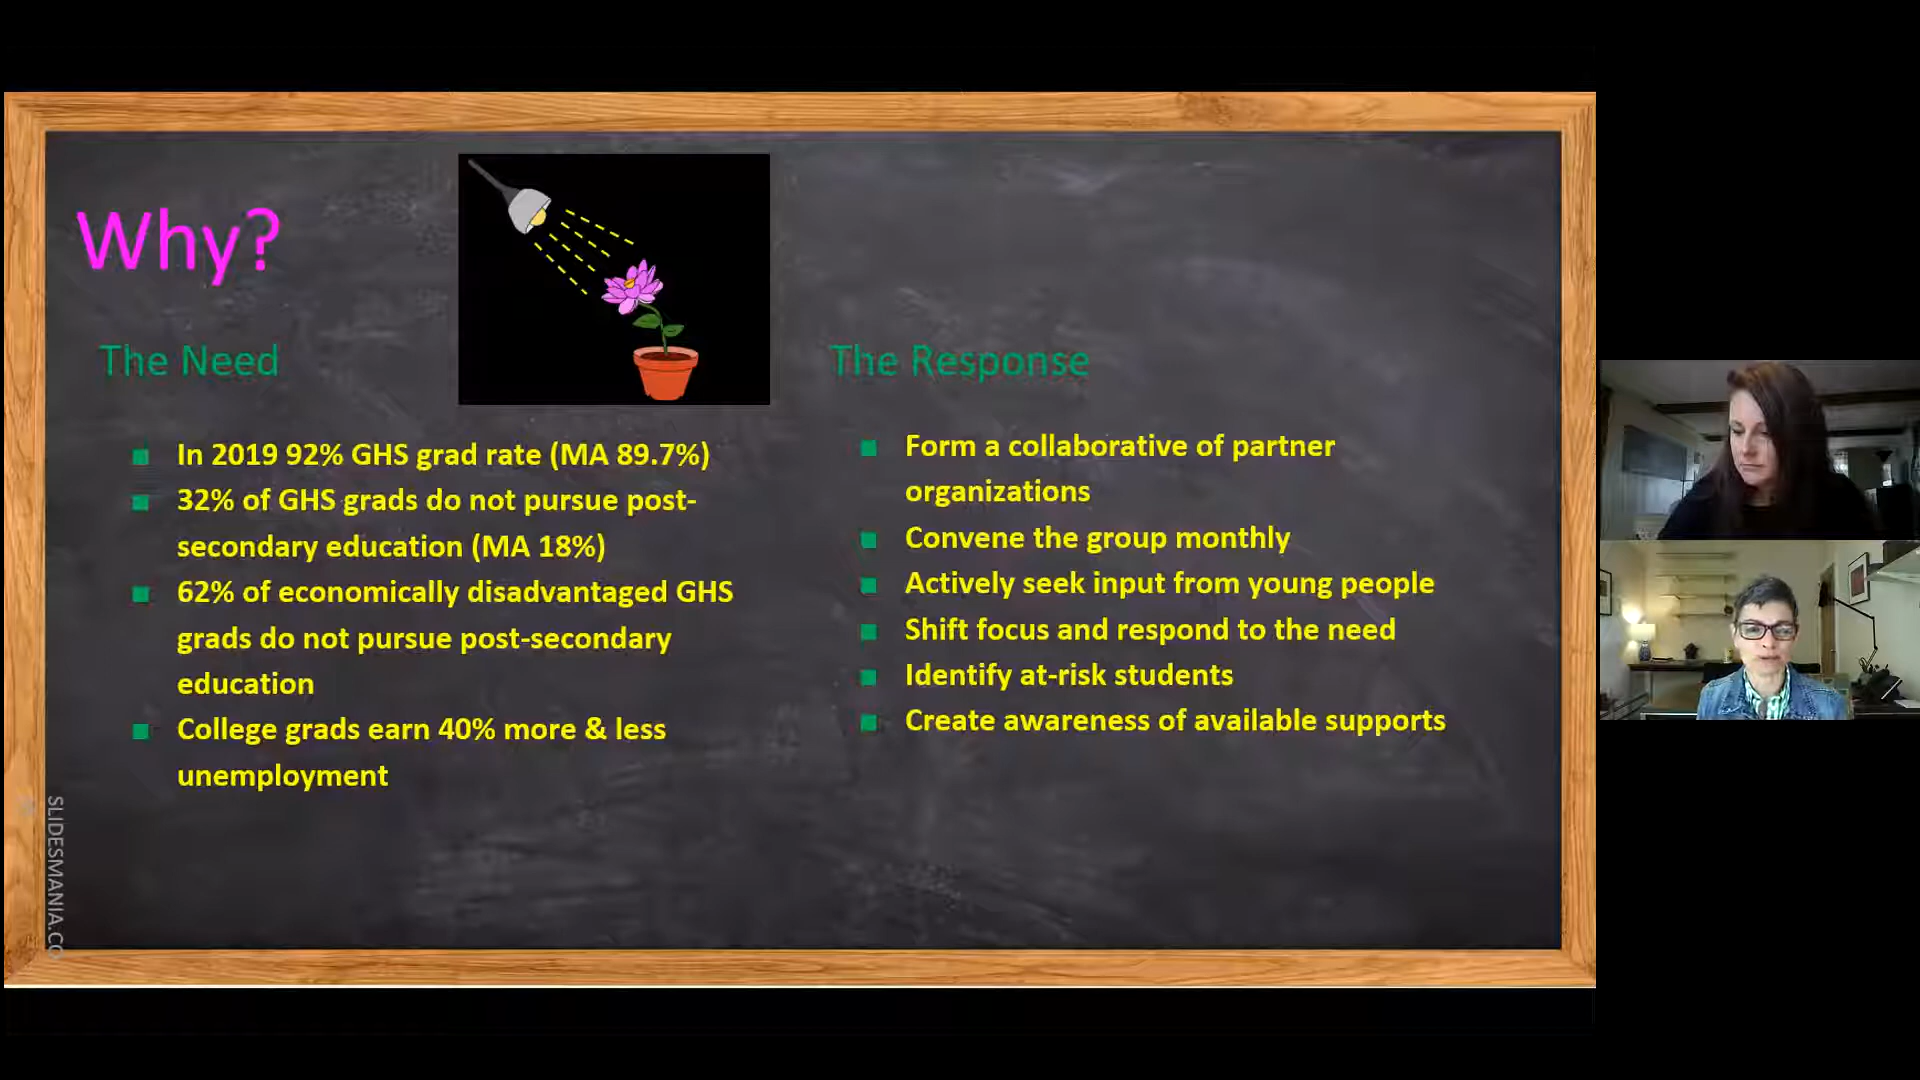 Why?
The Need
In 2019 92% GHS grad rate (MA 89.7%)
32% of GHS grads do not pursue post-
secondary education (MA 18%)
62% of economically disadvantaged GHS
grads do not pursue post-secondary
education
College grads earn 40% more & less
unemployment
The Response
Form a collaborative of partner
organizations
Convene the group monthly
Actively seek input from young people
Shift focus and respond to the need
Identify at-risk students
Create awareness of available supports
SLIDESMANIA.CO